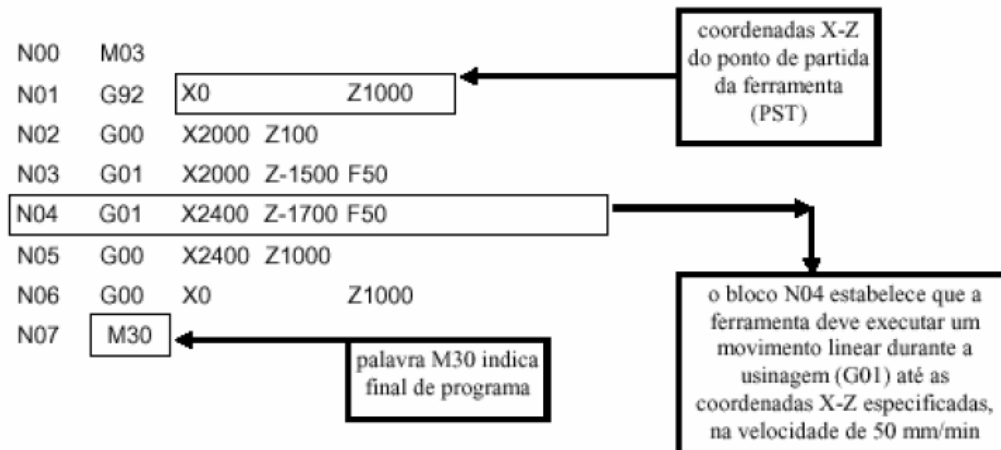 N00 M03
N01 G92 X0 Z1000
N02 G00 X2000 Z100
N03 G01 X2000 Z-1500 F50
N04 G01 X2400 Z-1700 F50
N05 G00 X2400 Z1000
N06 G00 X0 Z1000
N07 M30
coordenadas X-Z
do ponto de partida
da ferramenta
(PST)
palavra M30 indica
final de programa
o bloco N04 estabelece que a
ferramenta deve executar um
movimento linear durante a
usinagem (G01) até as
coordenadas X-Z especificadas,
na velocidade de 50 mm/min